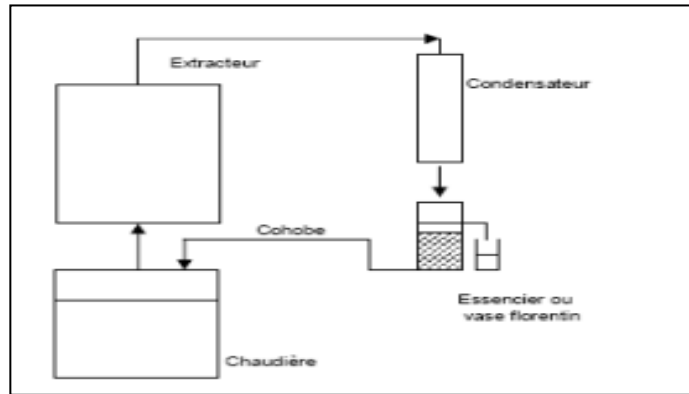 Extracteur
Condensateur
Cohobe
Essencier ou
vase florentin
Chaudière